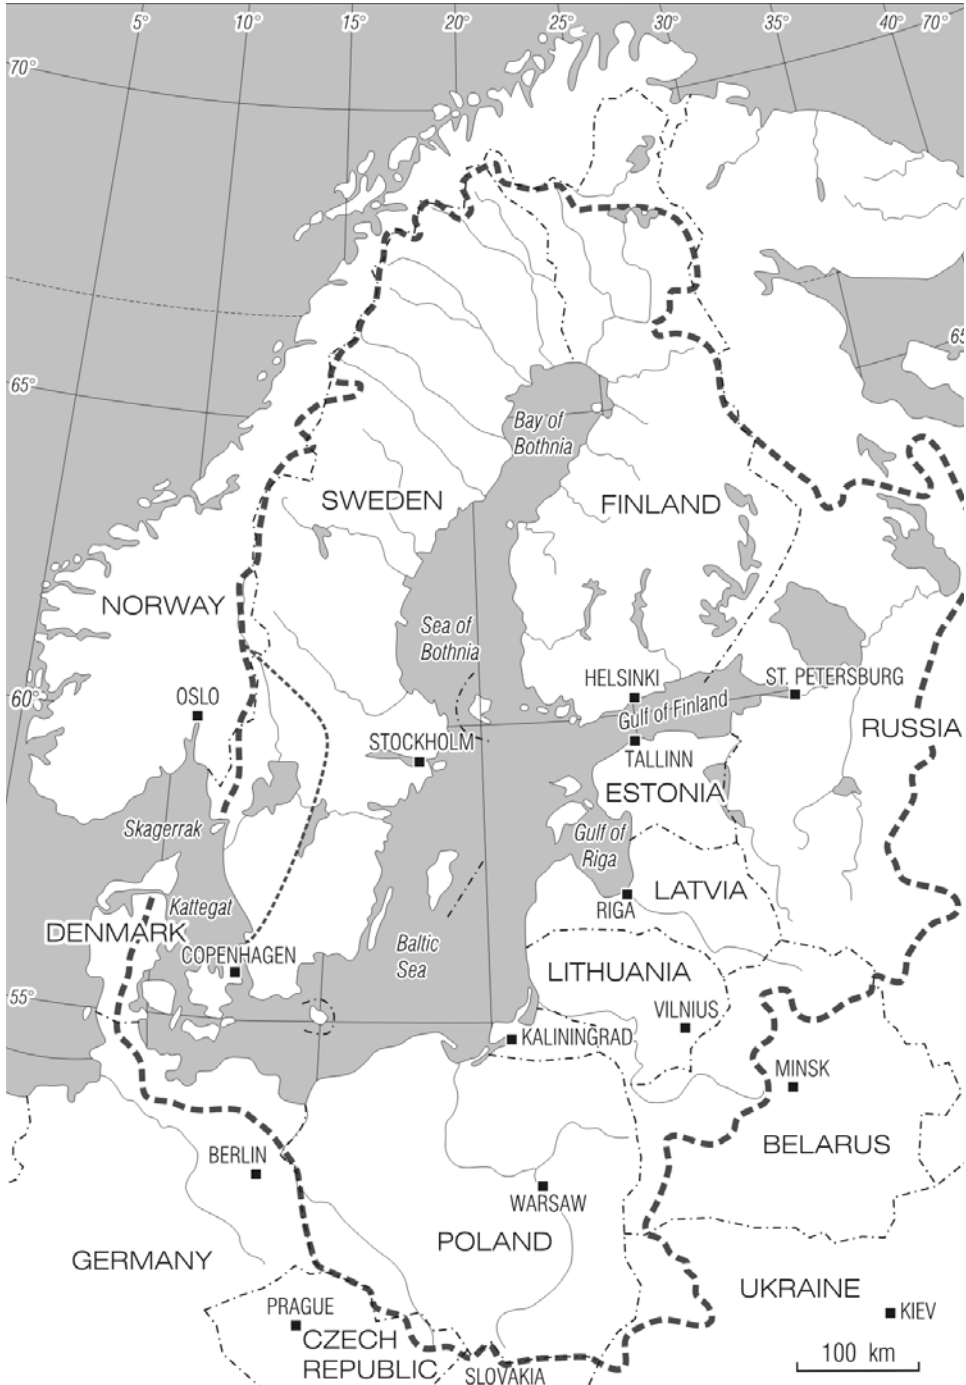 5°
10°
15°
20°
25°
30°
35°
40°
70°
70°
65°
65
Bay of
Bothnia
SWEDEN
FINLAND
NORWAY
Sea of
Bothnia
HELSINKI
ST. PETERSBURG
60°
OSLO
Gulf of Finland
RUSSIA
STOCKHOLM
TALLINN
ESTONIA
Skagerrak
Gulf of
Riga
LATVIA
RIGA
Kattegat
DENMARK
COPENHAGEN
Baltic
Sea
LITHUANIA
55°
VILNIUS
KALININGRAD
MINSK
BELARUS
BERLIN
WARSAW
POLAND
GERMANY
UKRAINE
PRAGUE
KIEV
CZECH
REPUBLIC
SLOVAKIA
100 km